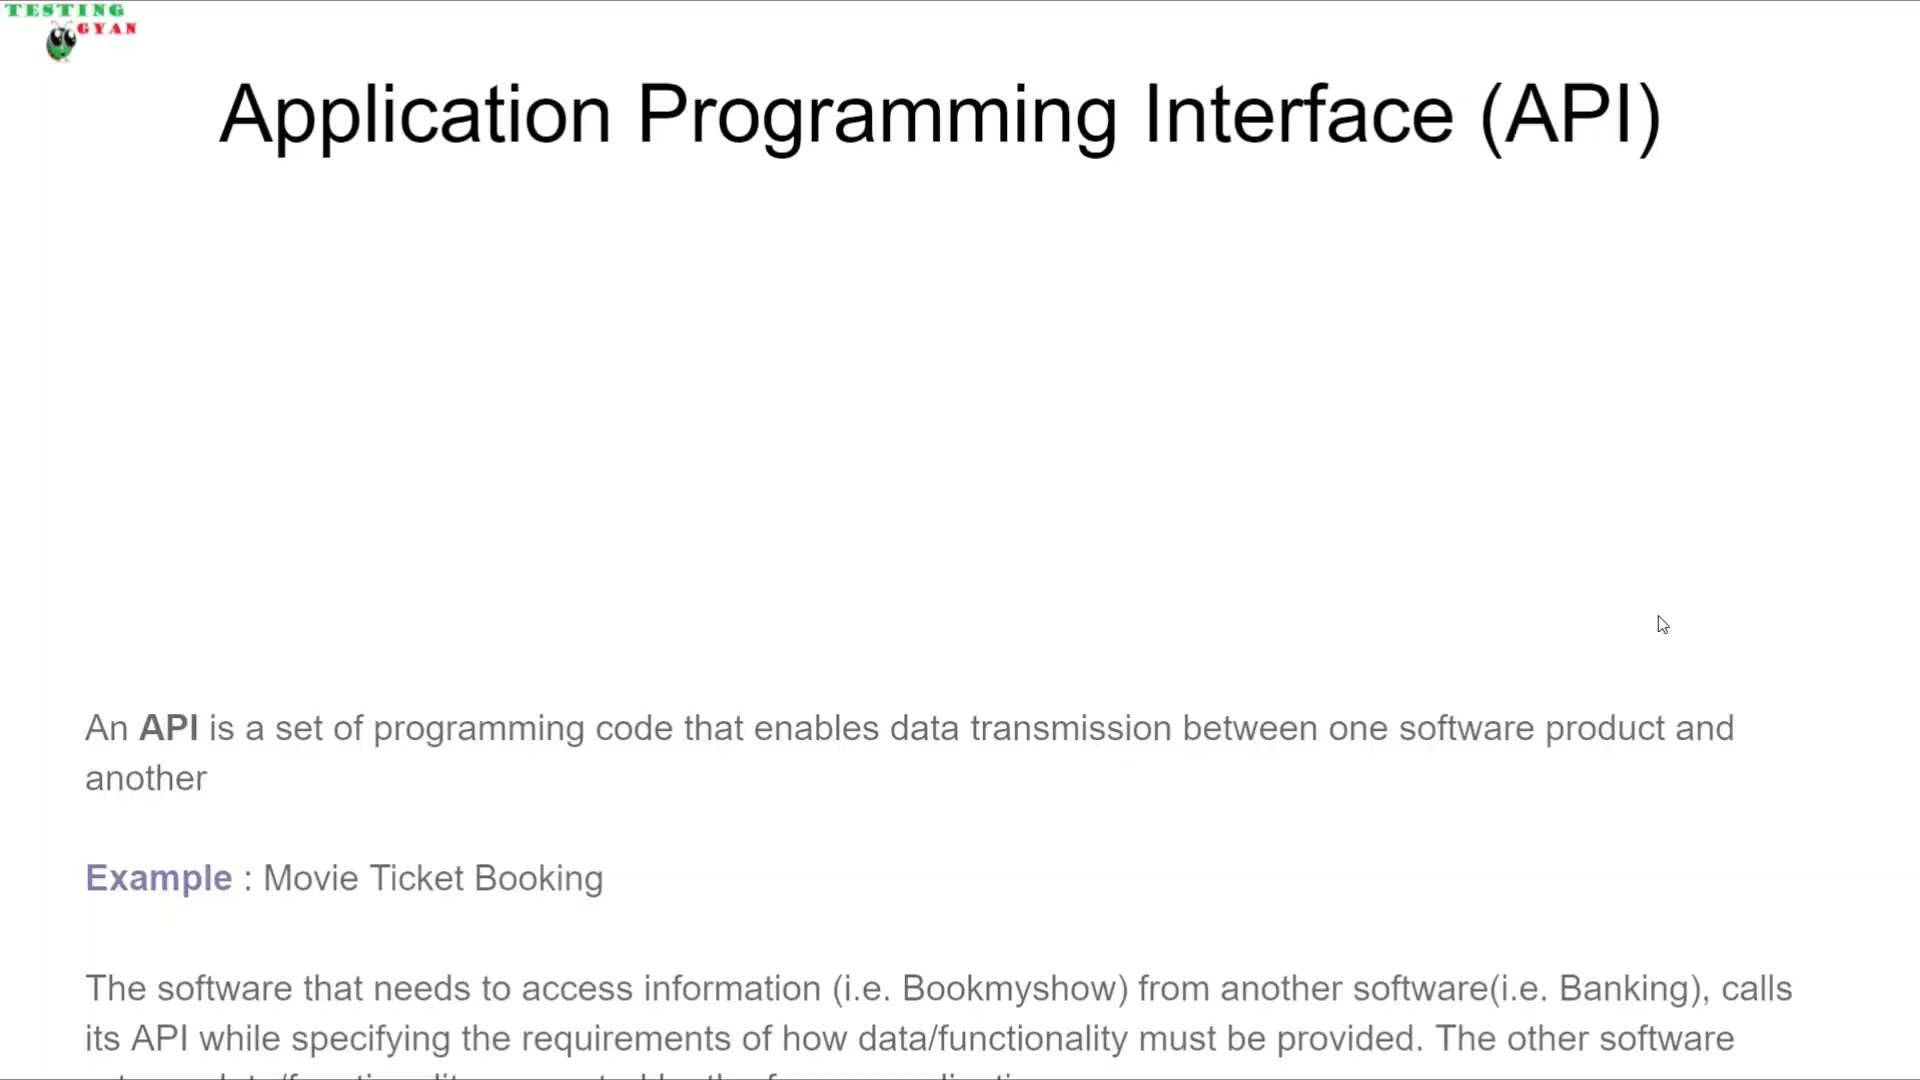 TESTING
GYAN
Application Programming Interface (API)
An API is a set of programming code that enables data transmission between one software product and
another
Example : Movie Ticket Booking
The software that needs to access information (i.e. Bookmyshow) from another software(i.e. Banking), calls
its API while specifying the requirements of how data/functionality must be provided. The other software